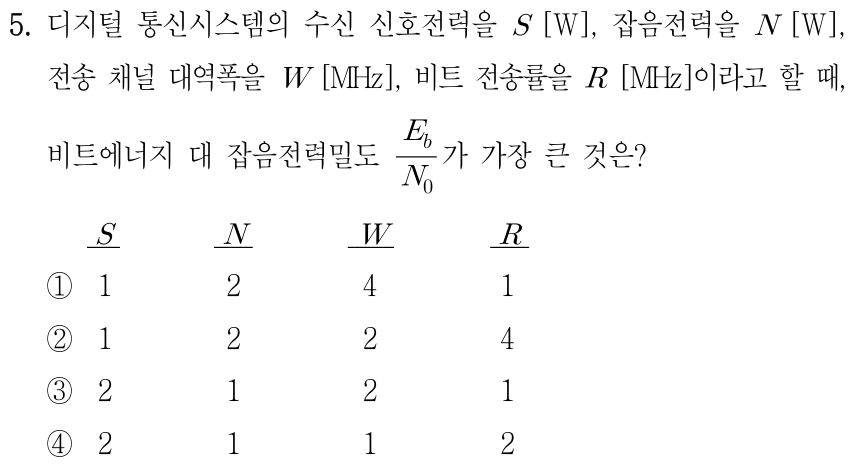 5. 디지털 통신시스템의 수신 신호전력을 S [W], 잡음전력을 N [W],
전송 채널 대역폭을 W [MHz], 비트 전송률을 R [MHz]이라고 할 때,
비트에너지 대 잡음전력밀도 E_b/N_0가 가장 큰 것은?
S N W R
① 1 2 4 1
② 1 2 2 4
③ 2 1 2 1
④ 2 1 1 2